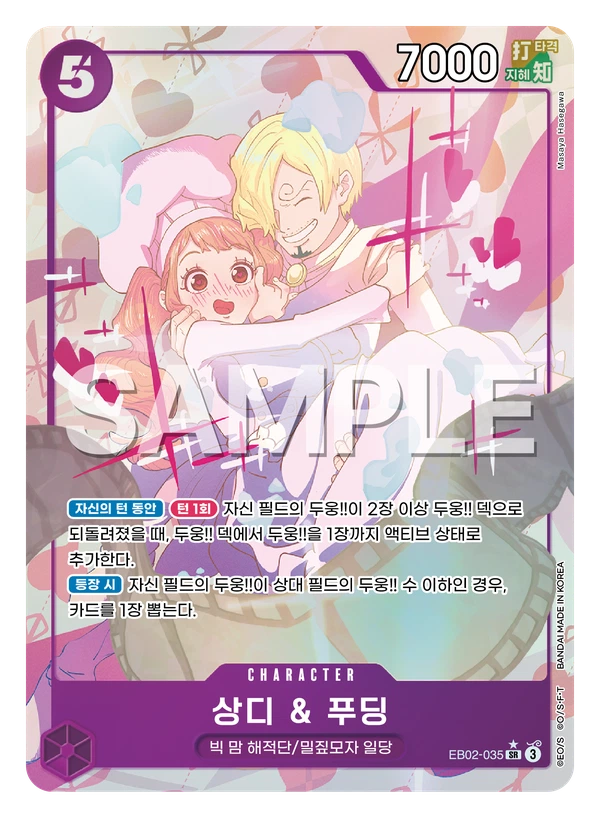 5
7000
打 타격
지혜 知
Masaya Hasegawa
SAMPLE
자신의 턴 동안 턴 1회 자신 필드의 두웅!!이 2장 이상 두웅!! 덱으로
되돌려졌을 때, 두웅!! 덱에서 두웅!!을 1장까지 액티브 상태로
추가한다.
등장 시 자신 필드의 두웅!!이 상대 필드의 두웅!! 수 이하인 경우,
카드를 1장 뽑는다.
CHARACTER
상디 & 푸딩
빅 맘 해적단/밀짚모자 일당
EB02-035 SR 3
©EO/S ©O/S·F·T BANDAI MADE IN KOREA